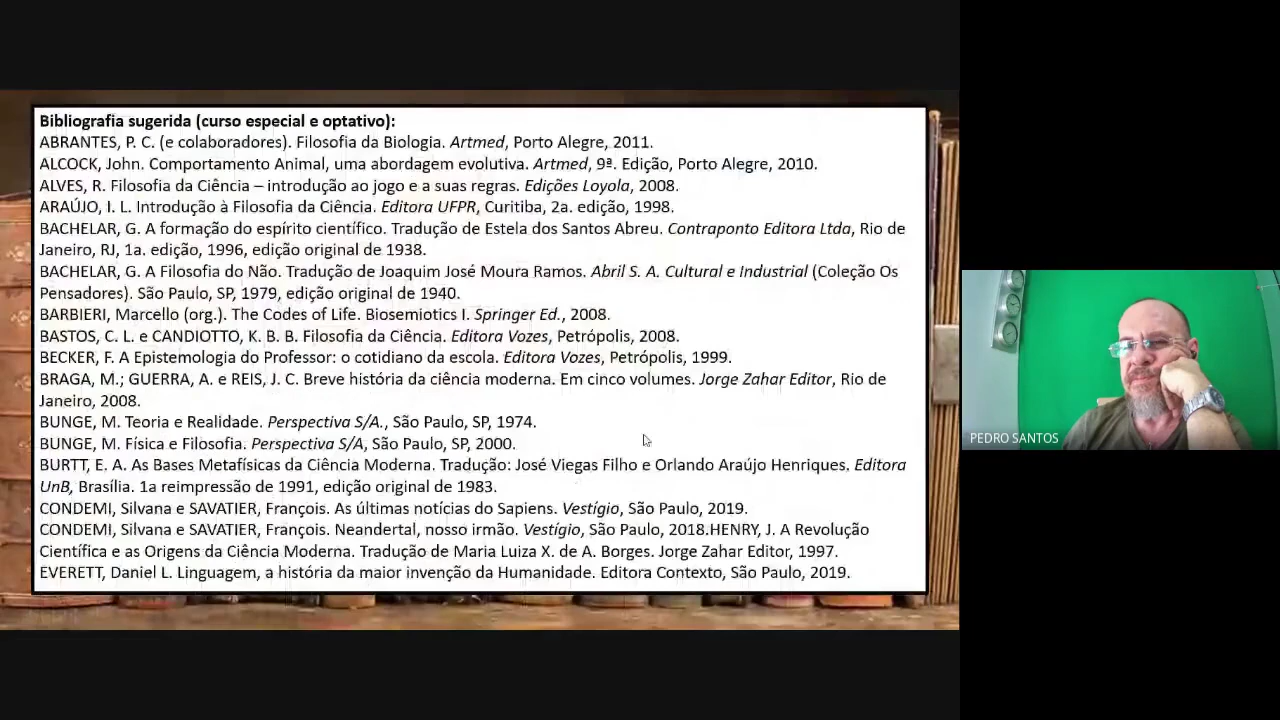 Bibliografia sugerida (curso especial e optativo):
ABRANTES, P. C. (e colaboradores). Filosofia da Biologia. Artmed, Porto Alegre, 2011.
ALCOCK, John. Comportamento Animal, uma abordagem evolutiva. Artmed, 9ª. Edição, Porto Alegre, 2010.
ALVES, R. Filosofia da Ciência – introdução ao jogo e a suas regras. Edições Loyola, 2008.
ARAÚJO, I. L. Introdução à Filosofia da Ciência. Editora UFPR, Curitiba, 2a. edição, 1998.
BACHELAR, G. A formação do espírito científico. Tradução de Estela dos Santos Abreu. Contraponto Editora Ltda, Rio de
Janeiro, RJ, 1a. edição, 1996, edição original de 1938.
BACHELAR, G. A Filosofia do Não. Tradução de Joaquim José Moura Ramos. Abril S. A. Cultural e Industrial (Coleção Os
Pensadores). São Paulo, SP, 1979, edição original de 1940.
BARBIERI, Marcello (org.). The Codes of Life. Biosemiotics I. Springer Ed., 2008.
BASTOS, C. L. e CANDIOTTO, K. B. B. Filosofia da Ciência. Editora Vozes, Petrópolis, 2008.
BECKER, F. A Epistemologia do Professor: o cotidiano da escola. Editora Vozes, Petrópolis, 1999.
BRAGA, M.; GUERRA, A. e REIS, J. C. Breve história da ciência moderna. Em cinco volumes. Jorge Zahar Editor, Rio de
Janeiro, 2008.
BUNGE, M. Teoria e Realidade. Perspectiva S/A., São Paulo, SP, 1974.
BUNGE, M. Física e Filosofia. Perspectiva S/A, São Paulo, SP, 2000.
BURTT, E. A. As Bases Metafísicas da Ciência Moderna. Tradução: José Viegas Filho e Orlando Araújo Henriques. Editora
UnB, Brasília. 1a reimpressão de 1991, edição original de 1983.
CONDEMI, Silvana e SAVATIER, François. As últimas notícias do Sapiens. Vestígio, São Paulo, 2019.
CONDEMI, Silvana e SAVATIER, François. Neandertal, nosso irmão. Vestígio, São Paulo, 2018.HENRY, J. A Revolução
Científica e as Origens da Ciência Moderna. Tradução de Maria Luiza X. de A. Borges. Jorge Zahar Editor, 1997.
EVERETT, Daniel L. Linguagem, a história da maior invenção da Humanidade. Editora Contexto, São Paulo, 2019.
PEDRO SANTOS